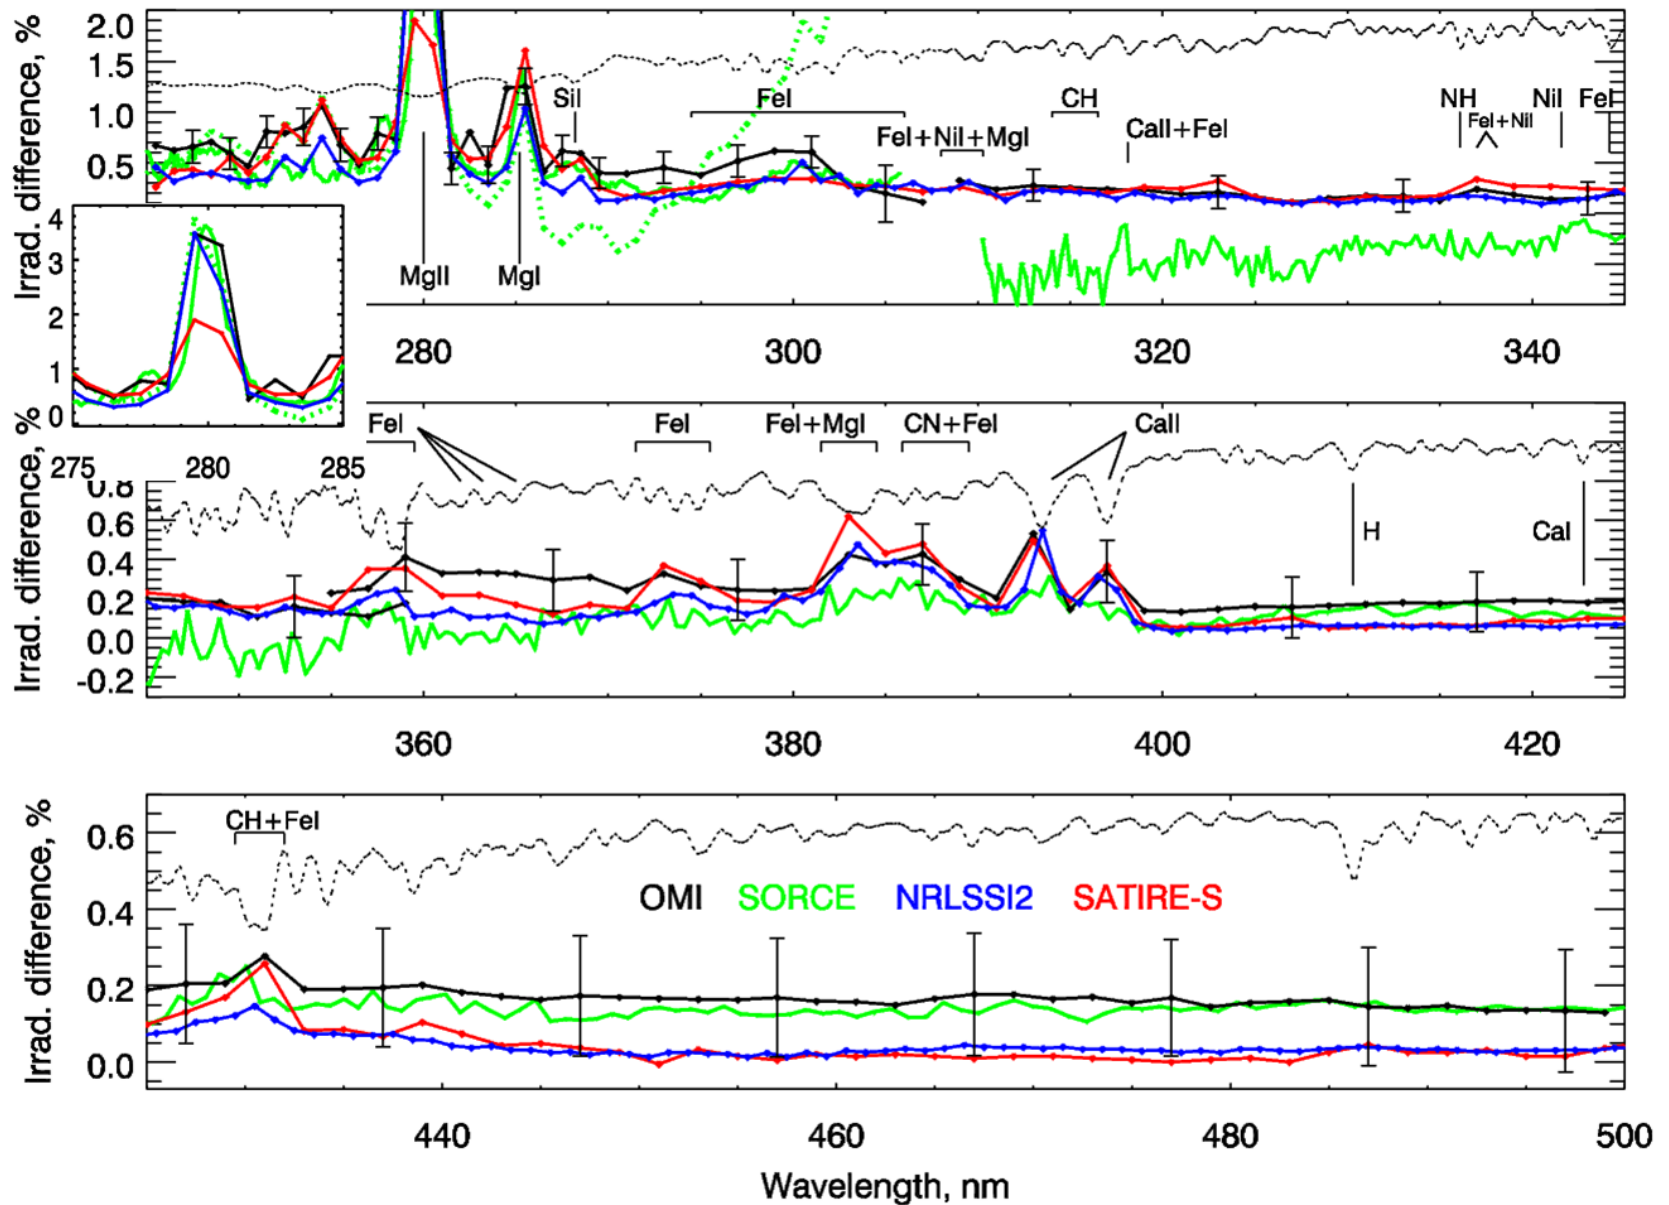 2.0
1.5
1.0
0.5
Irrad. difference, %
SiI
FeI
CH
NH
NiI
FeI
FeI+NiI
FeI+NiI+MgI
CaII+FeI
MgII
MgI
280
300
320
340
4
3
2
1
0
275
280
285
Irrad. difference, %
0.8
0.6
0.4
0.2
0.0
-0.2
FeI
FeI
FeI+MgI
CN+FeI
CaII
H
CaI
360
380
400
420
Irrad. difference, %
0.6
0.4
0.2
0.0
CH+FeI
OMI SORCE NRLSSI2 SATIRE-S
440
460
480
500
Wavelength, nm